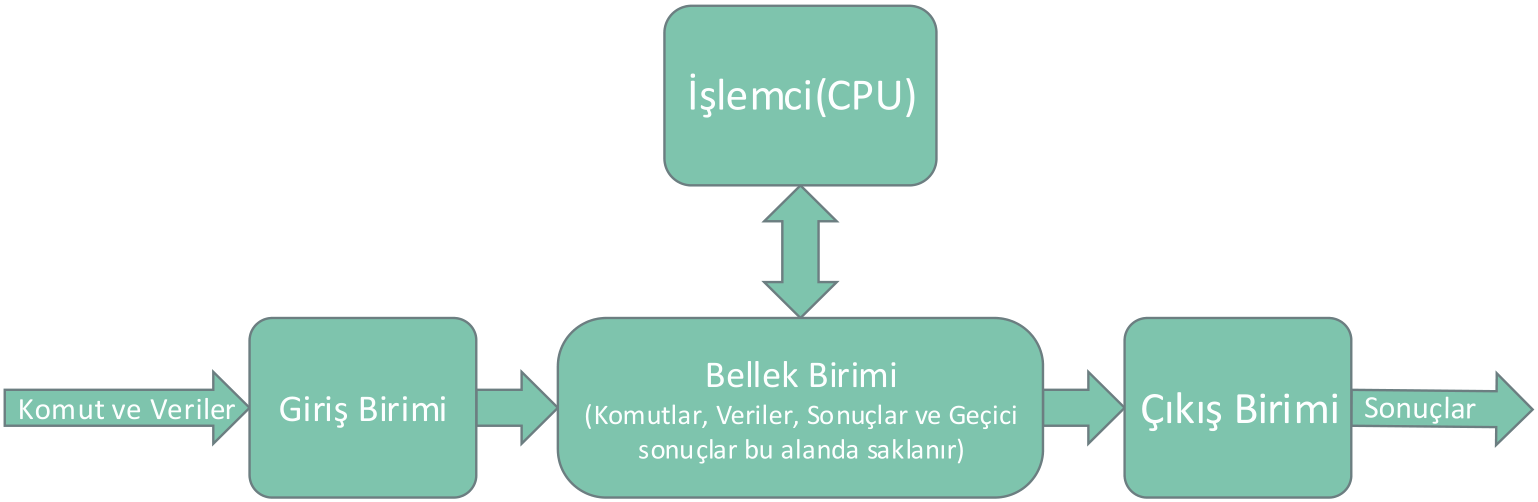 İşlemci(CPU)
Komut ve Veriler
Giriş Birimi
Bellek Birimi
(Komutlar, Veriler, Sonuçlar ve Geçici
sonuçlar bu alanda saklanır)
Çıkış Birimi
Sonuçlar